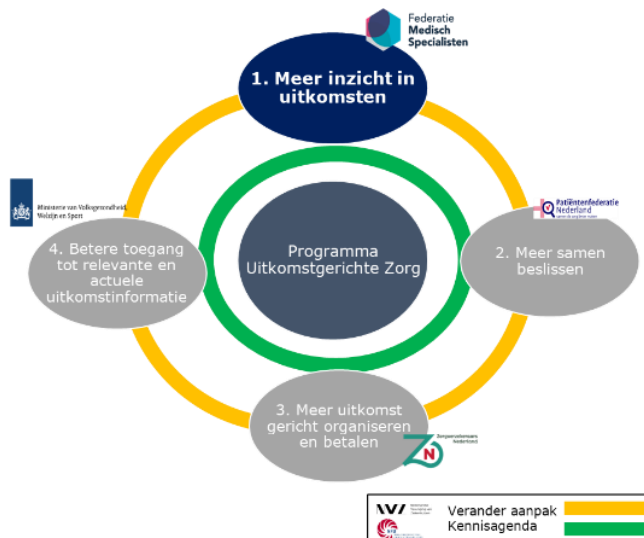 Federatie
Medisch
Specialisten
1. Meer inzicht in
uitkomsten
Ministerie van Volksgezondheid,
Welzijn en Sport
Patiëntenfederatie
Nederland
4. Betere toegang
tot relevante en
actuele
uitkomstinformatie
Programma
Uitkomstgerichte Zorg
2. Meer samen
beslissen
3. Meer uitkomst
gericht organiseren
en betalen
Zorgverzekeraars
Nederland
ZN
Verander aanpak
Kennisagenda